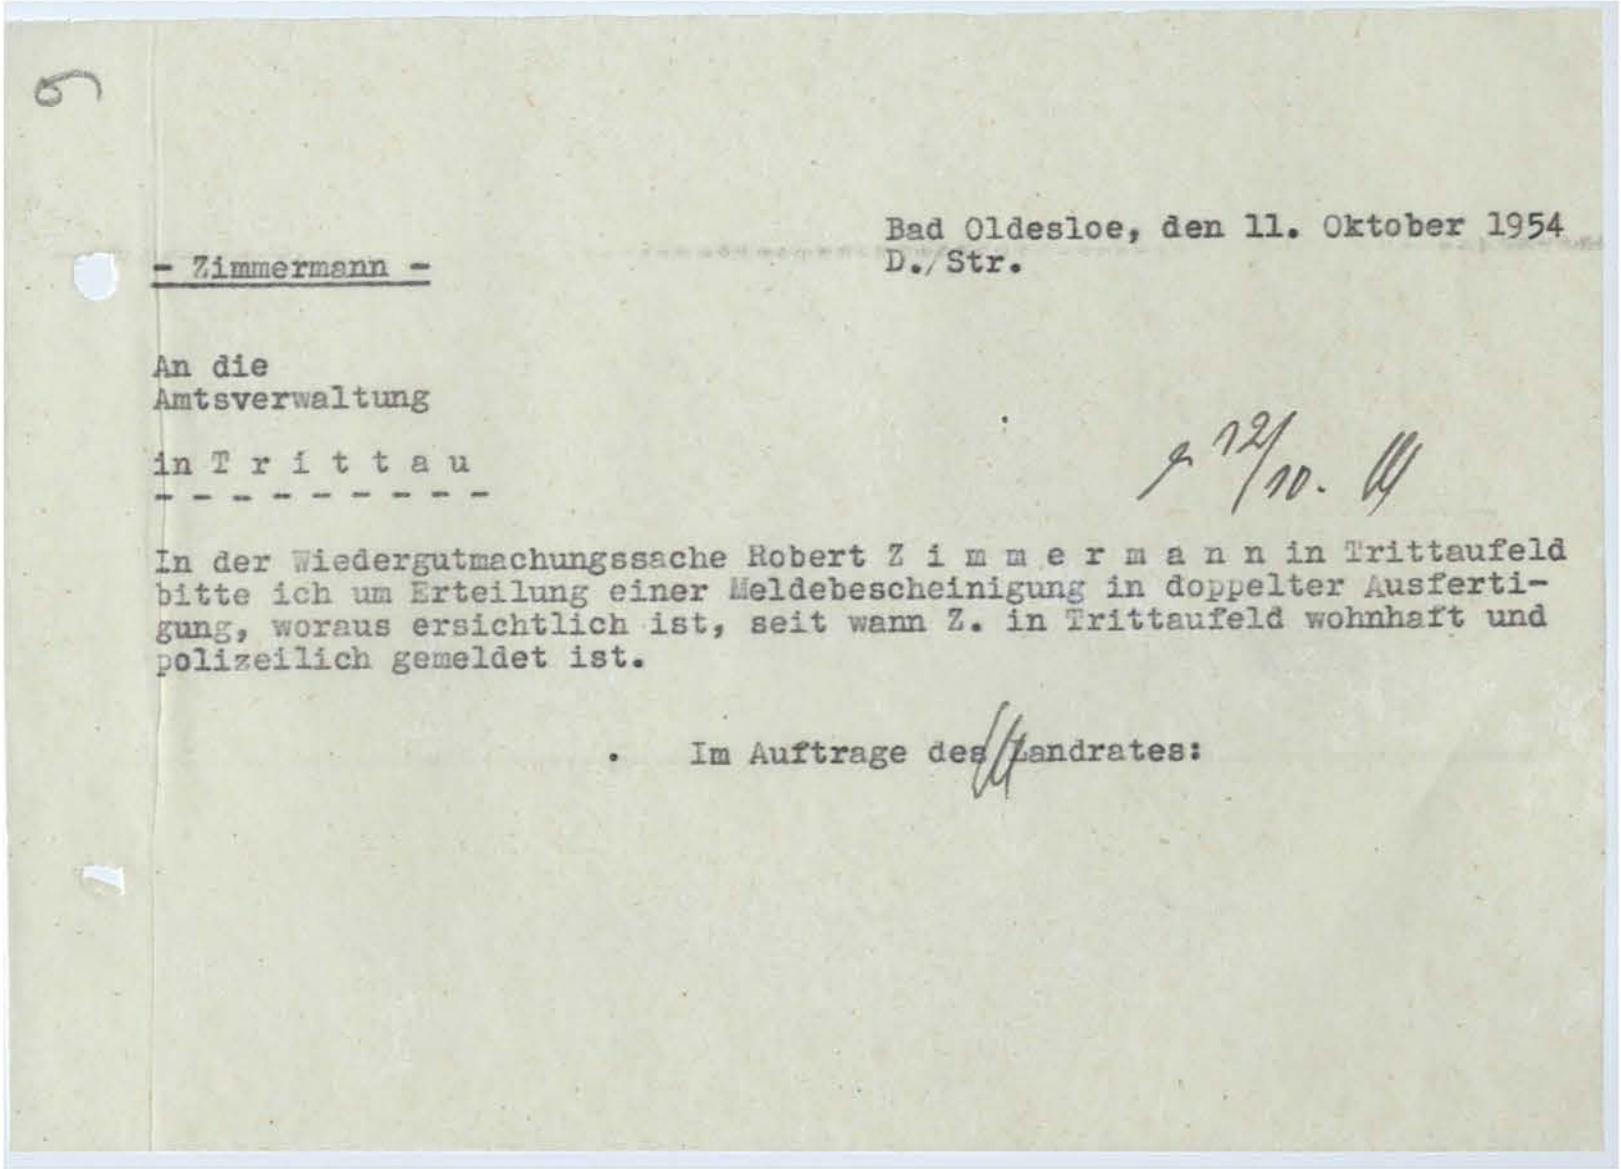 Bad Oldesloe, den 11. Oktober 1954
- Zimmermann -
D./Str.
An die
Amtsverwaltung
in T r i t t a u
- - - - - - - - -
12/10.
In der Wiedergutmachungssache Robert Z i m m e r m a n n in Trittaufeld
bitte ich um Erteilung einer Meldebescheinigung in doppelter Ausferti-
gung, woraus ersichtlich ist, seit wann Z. in Trittaufeld wohnhaft und
polizeilich gemeldet ist.
Im Auftrage des Landrates: